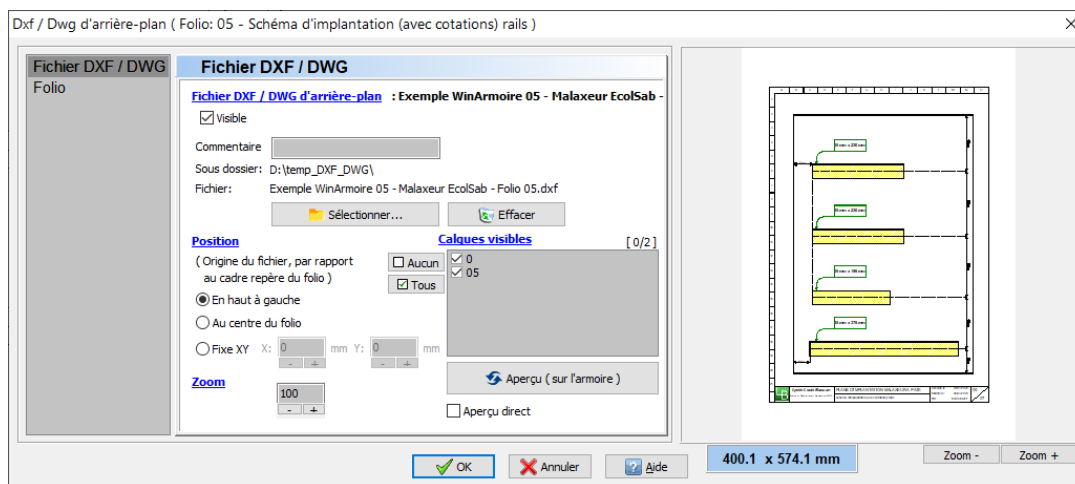 Dxf / Dwg d'arrière-plan ( Folio: 05 - Schéma d'implantation (avec cotations) rails )
Fichier DXF / DWG
Folio
Fichier DXF / DWG
Fichier DXF / DWG d'arrière-plan : Exemple WinArmoire 05 - Malaxeur EcolSab -
Visible
Commentaire
Sous dossier: D:\temp_DXF_DWG\
Fichier: Exemple WinArmoire 05 - Malaxeur EcolSab - Folio 05.dxf
Sélectionner...
Effacer
Position
( Origine du fichier, par rapport
au cadre repère du folio )
En haut à gauche
Au centre du folio
Fixe XY X: 0 mm Y: 0 mm
- + - +
Zoom
100
- +
Calques visibles [ 0/2 ]
Aucun
Tous
0
05
Aperçu ( sur l'armoire )
Aperçu direct
OK
Annuler
Aide
400.1 x 574.1 mm
Zoom -
Zoom +